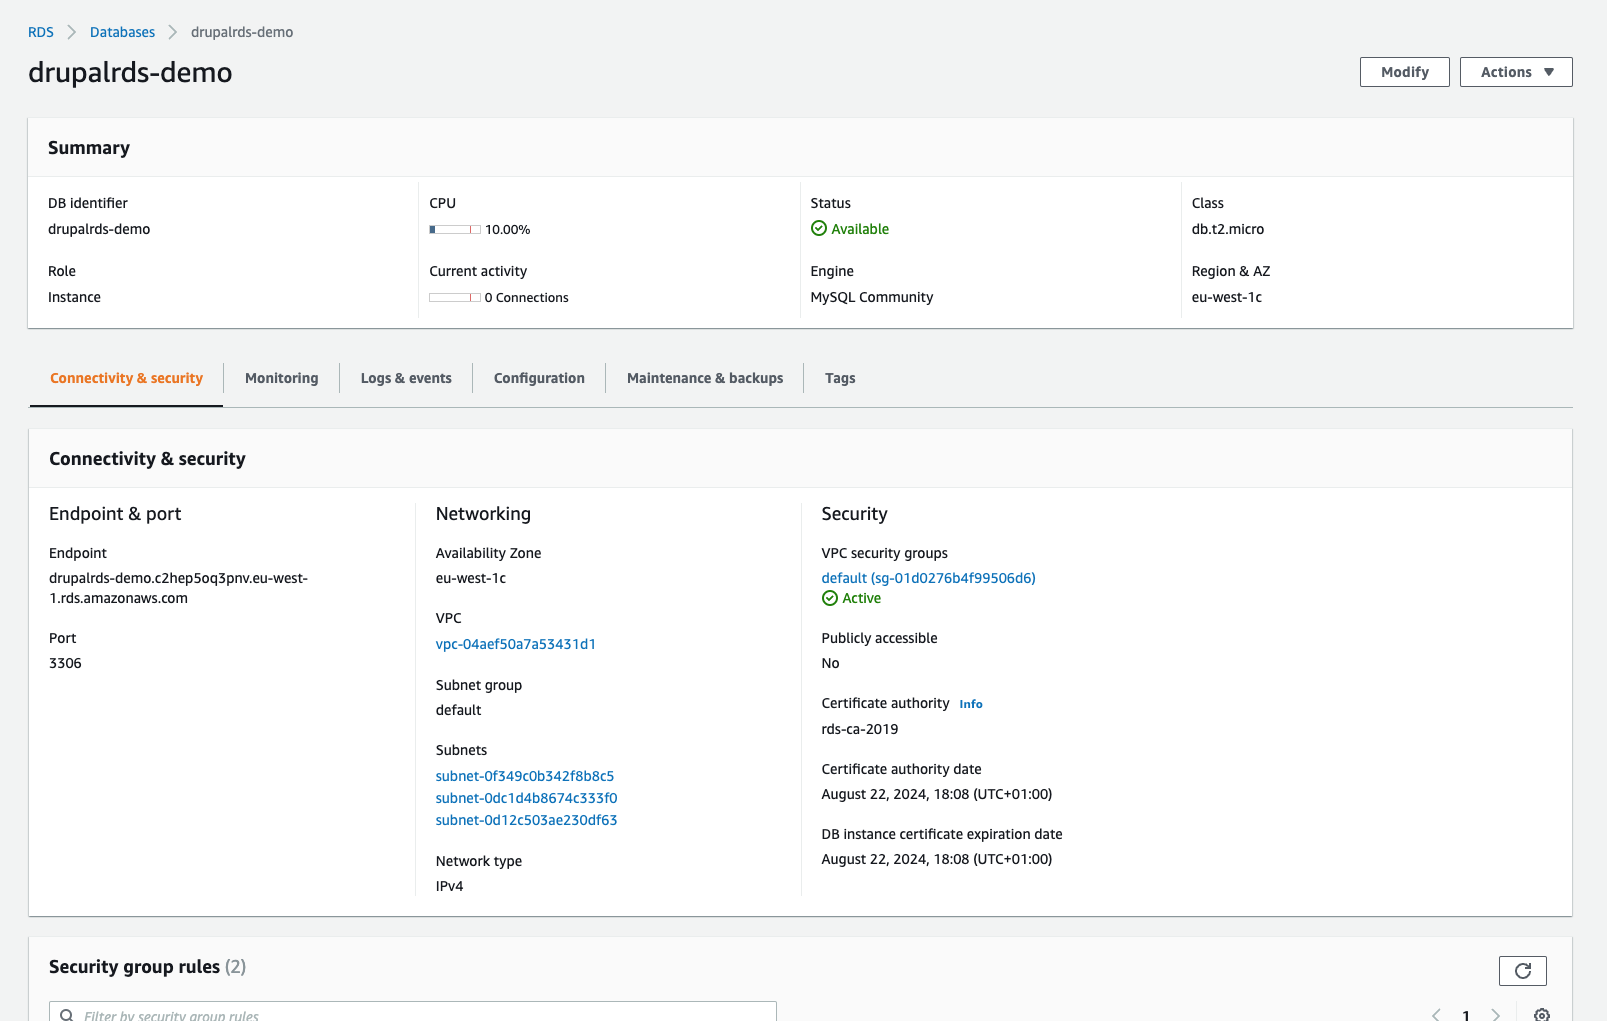 RDS
Databases
drupalrds-demo
drupalrds-demo
Modify
Actions
Summary
DB identifier
drupalrds-demo
CPU
10.00%
Status
Available
Class
db.t2.micro
Role
Instance
Current activity
0 Connections
Engine
MySQL Community
Region & AZ
eu-west-1c
Connectivity & security
Monitoring
Logs & events
Configuration
Maintenance & backups
Tags
Connectivity & security
Endpoint & port
Endpoint
drupalrds-demo.c2hep5oq3pnv.eu-west-
1.rds.amazonaws.com
Port
3306
Networking
Availability Zone
eu-west-1c
VPC
vpc-04aef50a7a53431d1
Subnet group
default
Subnets
subnet-0f349c0b342f8b8c5
subnet-0dc1d4b8674c333f0
subnet-0d12c503ae230df63
Network type
IPv4
Security
VPC security groups
default (sg-01d0276b4f99506d6)
Active
Publicly accessible
No
Certificate authority Info
rds-ca-2019
Certificate authority date
August 22, 2024, 18:08 (UTC+01:00)
DB instance certificate expiration date
August 22, 2024, 18:08 (UTC+01:00)
Security group rules (2)
Filter by security group rules
1